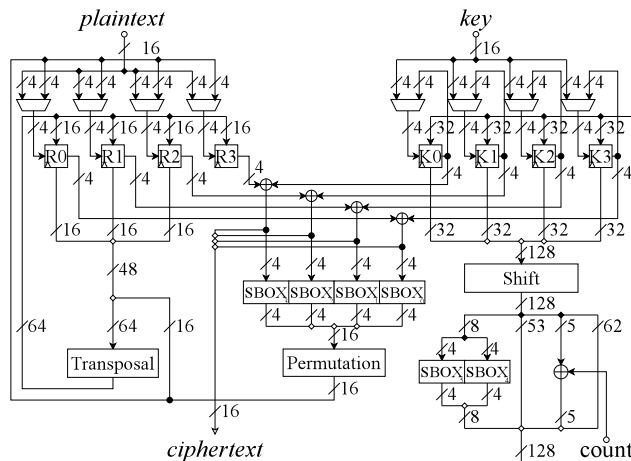 plaintext key
16 16
4 4 4 4 4 4 4 4 4 4 4 4 4 4 4 4
4 16 4 16 4 16 4 16 4 32 4 32 4 32 4 32
R0 R1 R2 R3 K0 K1 K2 K3
4 4 4 4 4 4 4 4
16 16 16 32 32 32 32
48 4 4 4 4 128
SBOX SBOX SBOX SBOX Shift
4 4 4 4 128
64 64 16 16 8 53 5 62
Transposal Permutation 4 4
SBOX SBOX
16 4 4
16 8 5
ciphertext 128 count